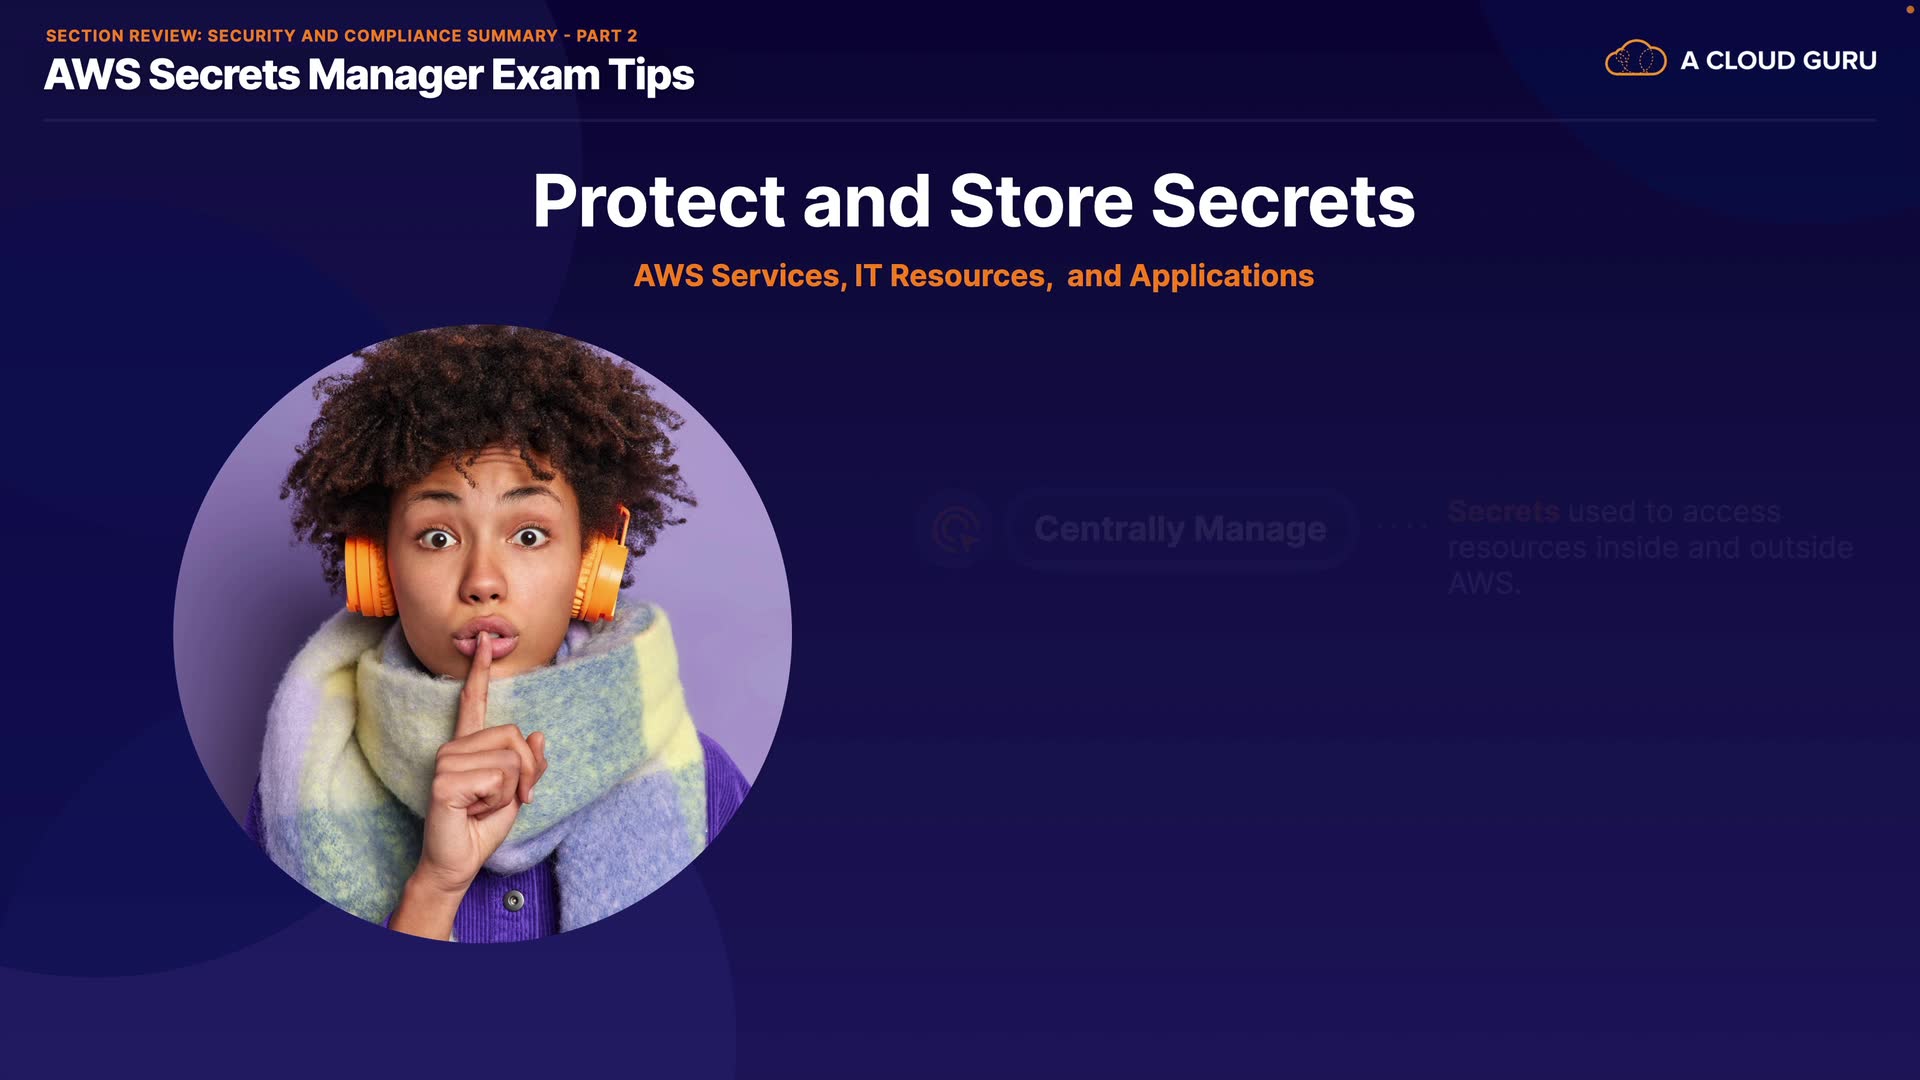 SECTION REVIEW: SECURITY AND COMPLIANCE SUMMARY - PART 2
AWS Secrets Manager Exam Tips
A CLOUD GURU
Protect and Store Secrets
AWS Services, IT Resources, and Applications
Centrally Manage
Secrets used to access
resources inside and outside
AWS.